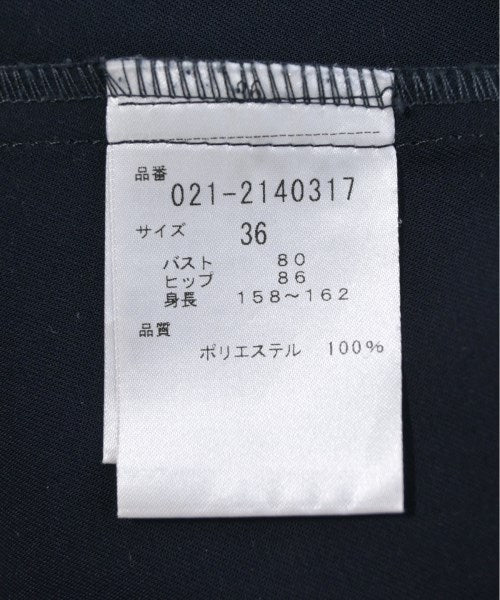 品番
021-2140317
サイズ 36
バスト 80
ヒップ 86
身長 158〜162
品質
ポリエステル 100%